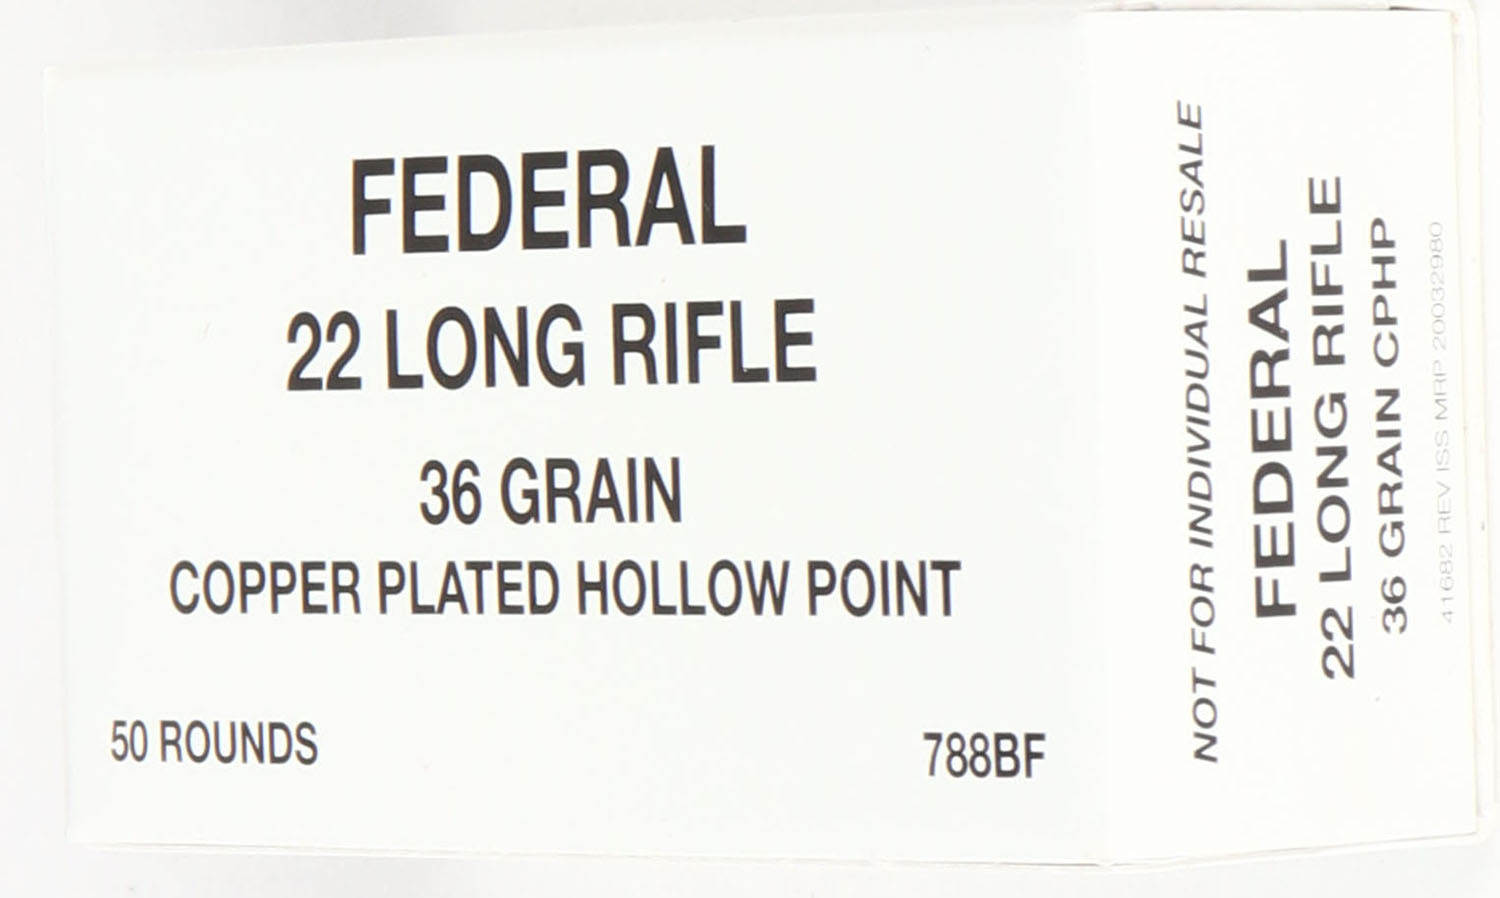 FEDERAL
22 LONG RIFLE
36 GRAIN
COPPER PLATED HOLLOW POINT
50 ROUNDS
788BF
NOT FOR INDIVIDUAL RESALE
FEDERAL
22 LONG RIFLE
36 GRAIN CPHP
41682 REV ISS MRP 20032980